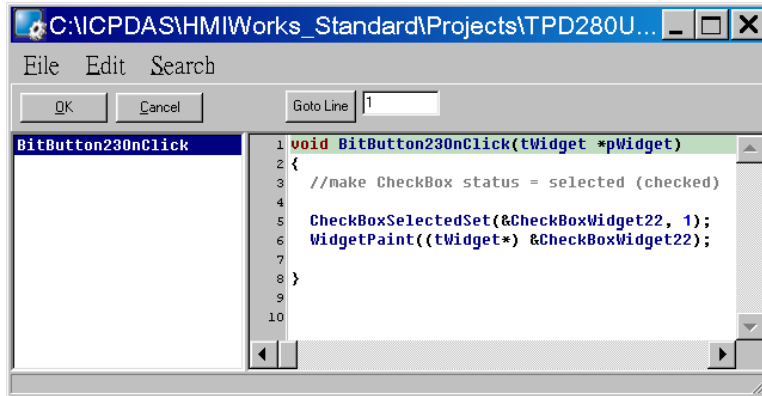 C:\ICPDAS\HMIWorks_Standard\Projects\TPD280U...
File Edit Search
OK Cancel Goto Line 1
BitButton23OnClick
1 void BitButton23OnClick(tWidget *pWidget)
2 {
3 //make CheckBox status = selected (checked)
4
5 CheckBoxSelectedSet(&CheckBoxWidget22, 1);
6 WidgetPaint((tWidget*) &CheckBoxWidget22);
7
8 }
9
10